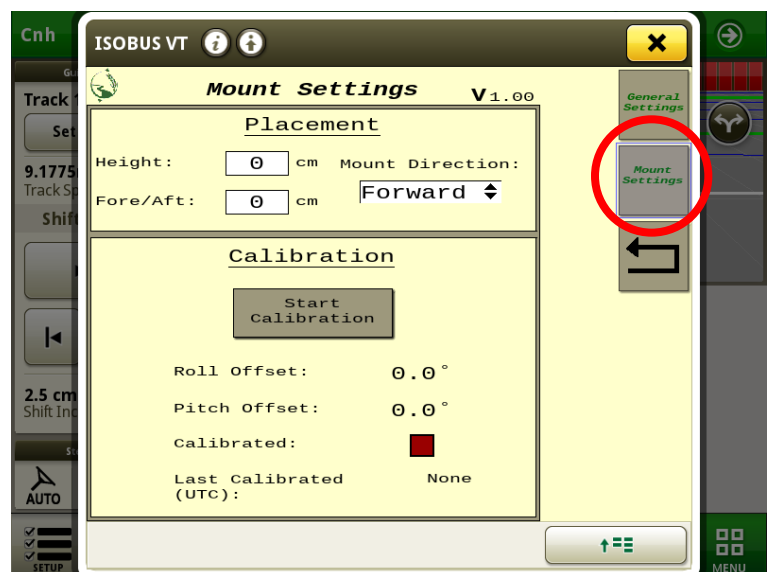 Cnh
ISOBUS VT
Track
Set
9.1775
Track Sp
Shift
2.5 cm
Shift Inc
AUTO
SETUP
Mount Settings V1.00
Placement
Height: 0 cm Mount Direction:
Fore/Aft: 0 cm Forward
Calibration
Start
Calibration
Roll Offset: 0.0°
Pitch Offset: 0.0°
Calibrated:
Last Calibrated None
(UTC):
General
Settings
Mount
Settings
MENU